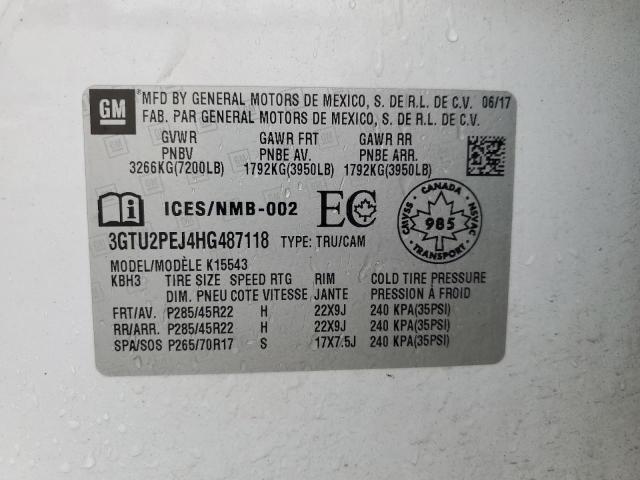 GM
MFD BY GENERAL MOTORS DE MEXICO, S. DE R.L. DE C.V. 06/17
FAB. PAR GENERAL MOTORS DE MEXICO, S. DE R.L. DE C.V.
GVWR GAWR FRT GAWR RR
PNBV PNBE AV. PNBE ARR.
3266KG(7200LB) 1792KG(3950LB) 1792KG(3950LB)
ICES/NMB-002 EC
CANADA
NSVAC
985
CMVSS
TRANSPORT
3GTU2PEJ4HG487118 TYPE: TRU/CAM
MODEL/MODÈLE K15543
KBH3 TIRE SIZE SPEED RTG RIM COLD TIRE PRESSURE
DIM. PNEU COTE VITESSE JANTE PRESSION À FROID
FRT/AV. P285/45R22 H 22X9J 240 KPA(35PSI)
RR/ARR. P285/45R22 H 22X9J 240 KPA(35PSI)
SPA/SOS P265/70R17 S 17X7.5J 240 KPA(35PSI)